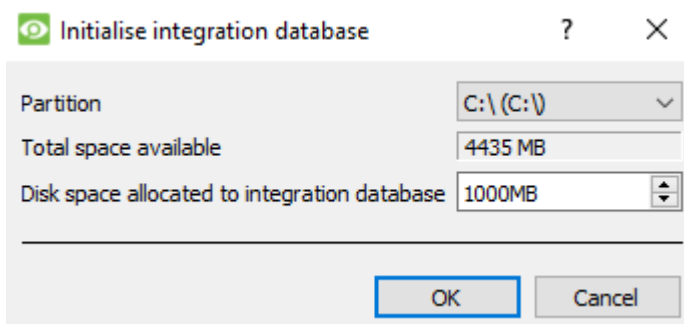 Initialise integration database ?
Partition C:\ (C:\)
Total space available 4435 MB
Disk space allocated to integration database 1000MB
OK Cancel